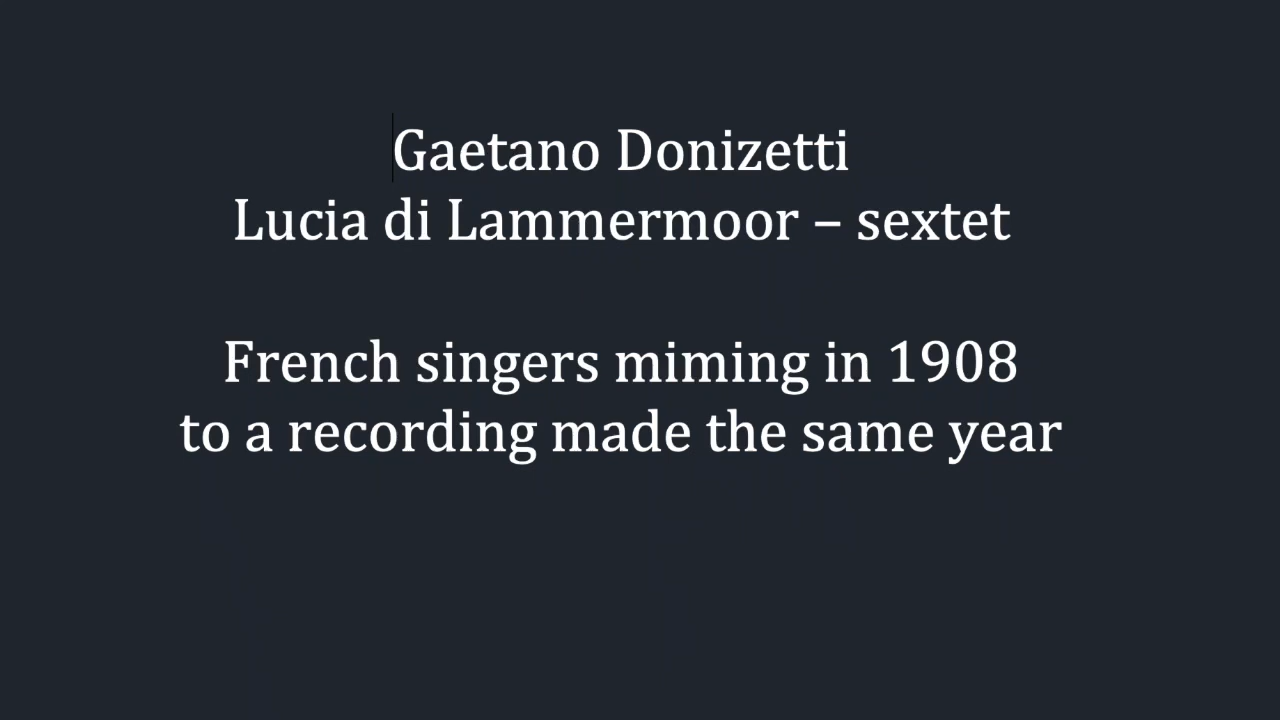 Gaetano Donizetti
Lucia di Lammermoor – sextet
French singers miming in 1908
to a recording made the same year